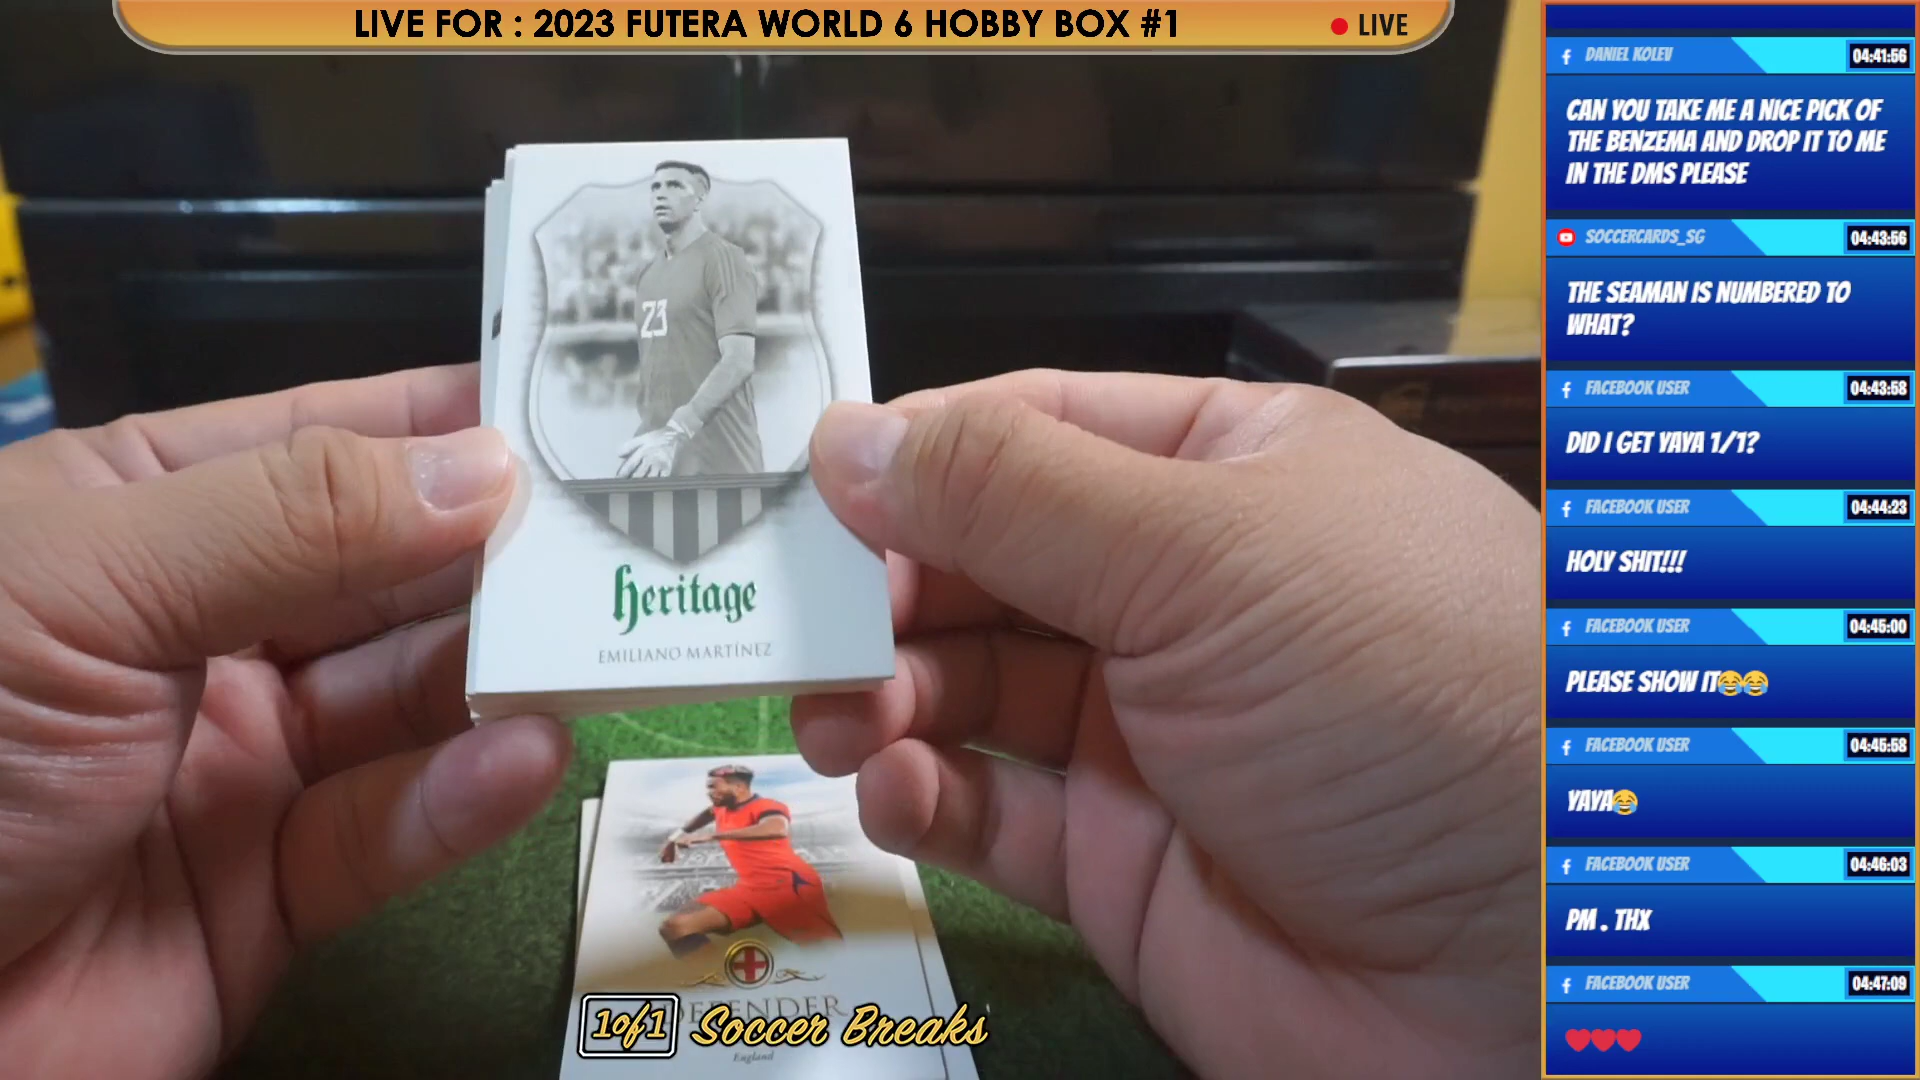 LIVE FOR : 2023 FUTERA WORLD 6 HOBBY BOX #1
LIVE
23
heritage
EMILIANO MARTÍNEZ
DEFENDER
England
1of1 Soccer Breaks
DANIEL KOLEV
04:41:56
CAN YOU TAKE ME A NICE PICK OF
THE BENZEMA AND DROP IT TO ME
IN THE DMS PLEASE
SOCCERCARDS_SG
04:43:56
THE SEAMAN IS NUMBERED TO
WHAT?
FACEBOOK USER
04:43:58
DID I GET YAYA 1/1?
FACEBOOK USER
04:44:23
HOLY SHIT!!!
FACEBOOK USER
04:45:00
PLEASE SHOW IT😂😂
FACEBOOK USER
04:45:58
YAYA😂
FACEBOOK USER
04:46:03
PM . THX
FACEBOOK USER
04:47:09
❤❤❤